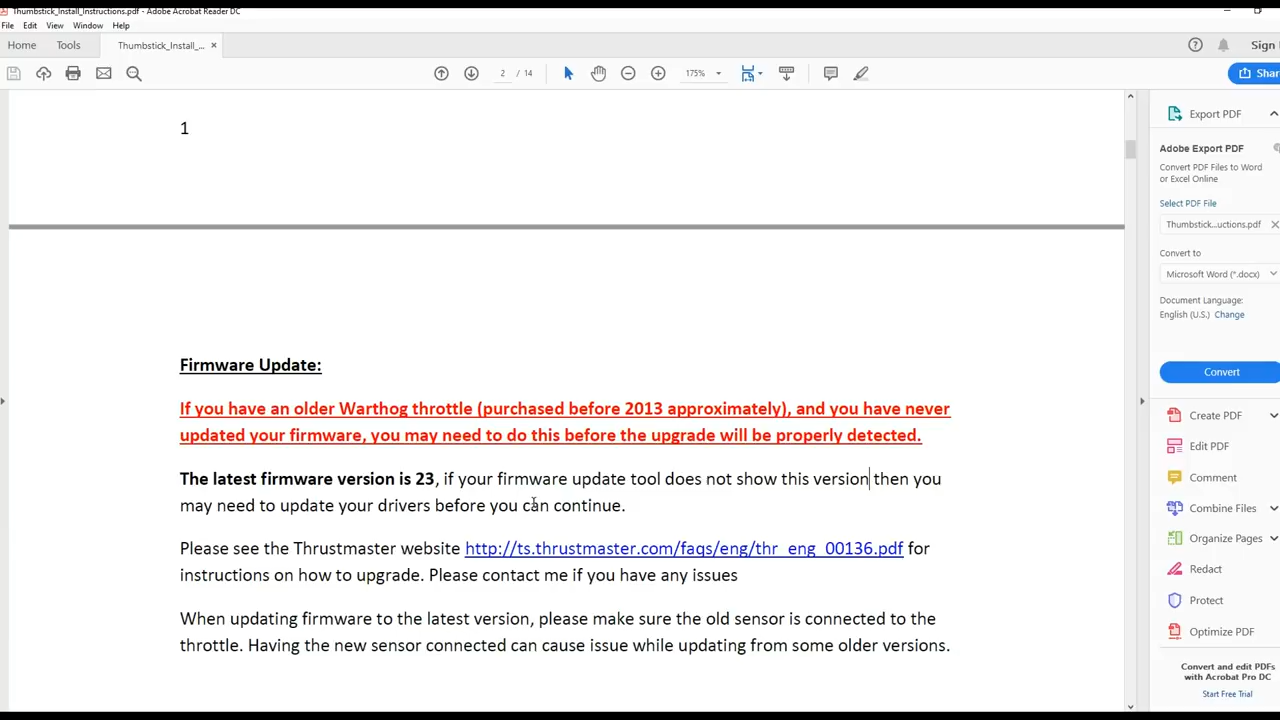 Thumbstick_Install_Instructions.pdf - Adobe Acrobat Reader DC
File Edit View Window Help
Home Tools Thumbstick_Install_... × Sign
2 / 14 175% Shar
1
Firmware Update:
If you have an older Warthog throttle (purchased before 2013 approximately), and you have never
updated your firmware, you may need to do this before the upgrade will be properly detected.
The latest firmware version is 23, if your firmware update tool does not show this version then you
may need to update your drivers before you can continue.
Please see the Thrustmaster website http://ts.thrustmaster.com/faqs/eng/thr_eng_00136.pdf for
instructions on how to upgrade. Please contact me if you have any issues
When updating firmware to the latest version, please make sure the old sensor is connected to the
throttle. Having the new sensor connected can cause issue while updating from some older versions.
Export PDF
Adobe Export PDF
Convert PDF Files to Word
or Excel Online
Select PDF File
Thumbstick...uctions.pdf ×
Convert to
Microsoft Word (*.docx)
Document Language:
English (U.S.) Change
Convert
Create PDF
Edit PDF
Comment
Combine Files
Organize Pages
Redact
Protect
Optimize PDF
Convert and edit PDFs
with Acrobat Pro DC
Start Free Trial